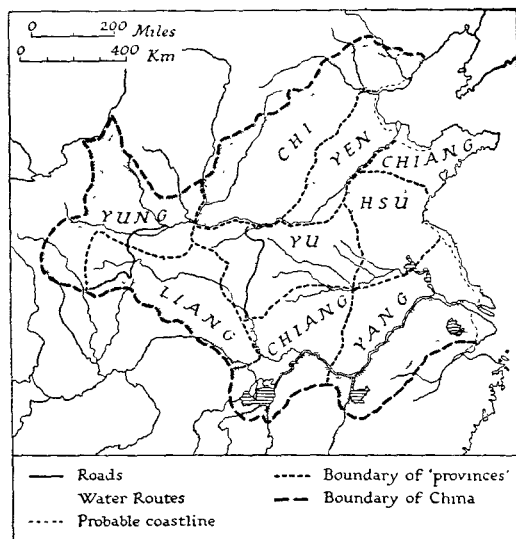 0 200 Miles
0 400 Km
CHI
YEN
CHIANG
HSÜ
YUNG
YU
LIANG
CHIANG
YANG
Roads
Water Routes
Probable coastline
Boundary of 'provinces'
Boundary of China